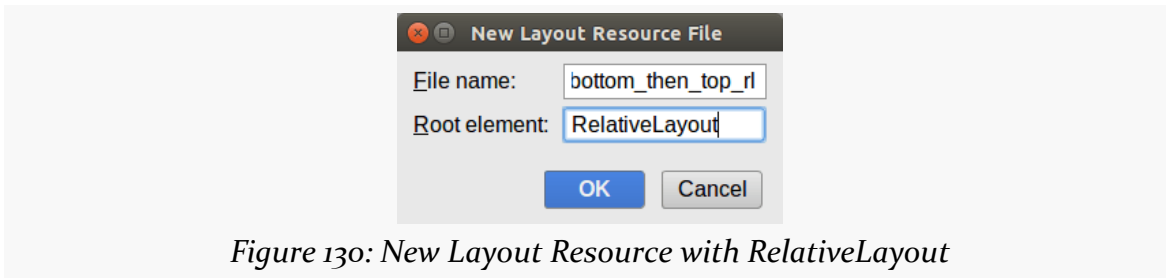 New Layout Resource File
File name: bottom_then_top_rl
Root element: RelativeLayout
OK Cancel
Figure 130: New Layout Resource with RelativeLayout